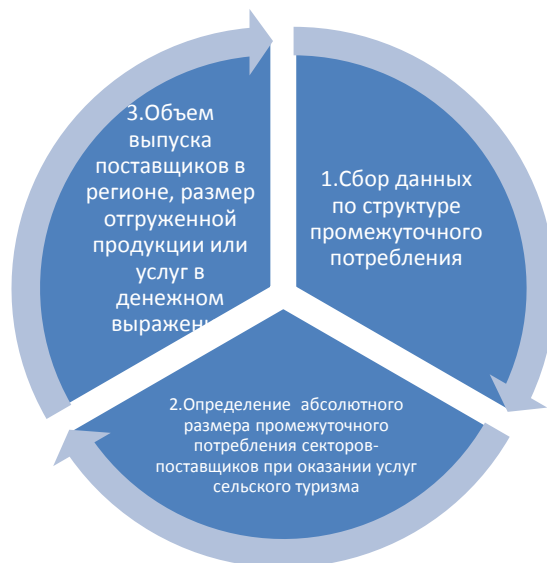 1.Сбор данных
по структуре
промежуточного
потребления
2.Определение абсолютного
размера промежуточного
потребления секторов-
поставщиков при оказании услуг
сельского туризма
3.Объем
выпуска
поставщиков в
регионе, размер
отгруженной
продукции или
услуг в
денежном
выражени